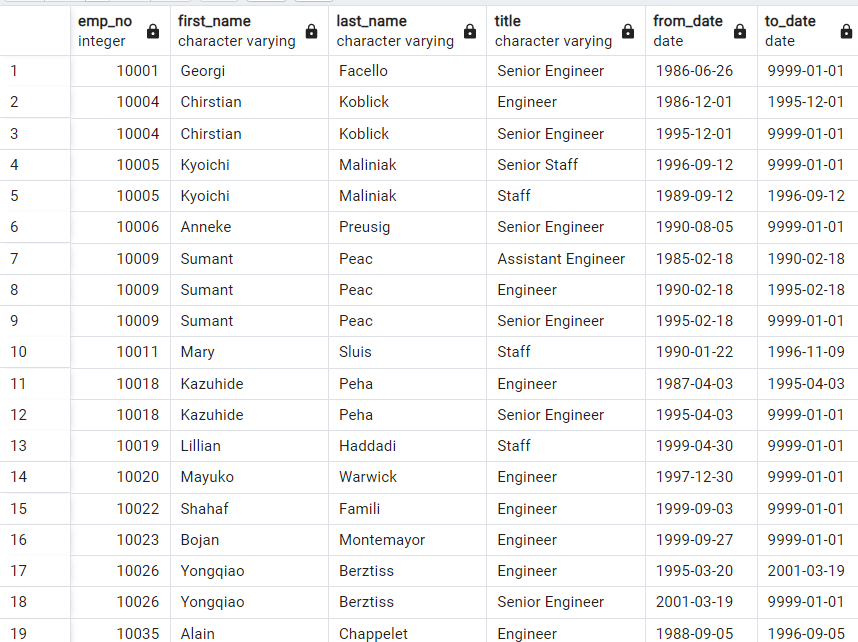 emp_no first_name last_name title from_date to_date
integer character varying character varying character varying date date
1 10001 Georgi Facello Senior Engineer 1986-06-26 9999-01-01
2 10004 Chirstian Koblick Engineer 1986-12-01 1995-12-01
3 10004 Chirstian Koblick Senior Engineer 1995-12-01 9999-01-01
4 10005 Kyoichi Maliniak Senior Staff 1996-09-12 9999-01-01
5 10005 Kyoichi Maliniak Staff 1989-09-12 1996-09-12
6 10006 Anneke Preusig Senior Engineer 1990-08-05 9999-01-01
7 10009 Sumant Peac Assistant Engineer 1985-02-18 1990-02-18
8 10009 Sumant Peac Engineer 1990-02-18 1995-02-18
9 10009 Sumant Peac Senior Engineer 1995-02-18 9999-01-01
10 10011 Mary Sluis Staff 1990-01-22 1996-11-09
11 10018 Kazuhide Peha Engineer 1987-04-03 1995-04-03
12 10018 Kazuhide Peha Senior Engineer 1995-04-03 9999-01-01
13 10019 Lillian Haddadi Staff 1999-04-30 9999-01-01
14 10020 Mayuko Warwick Engineer 1997-12-30 9999-01-01
15 10022 Shahaf Famili Engineer 1999-09-03 9999-01-01
16 10023 Bojan Montemayor Engineer 1999-09-27 9999-01-01
17 10026 Yongqiao Berztiss Engineer 1995-03-20 2001-03-19
18 10026 Yongqiao Berztiss Senior Engineer 2001-03-19 9999-01-01
19 10035 Alain Chappelet Engineer 1988-09-05 1996-09-05